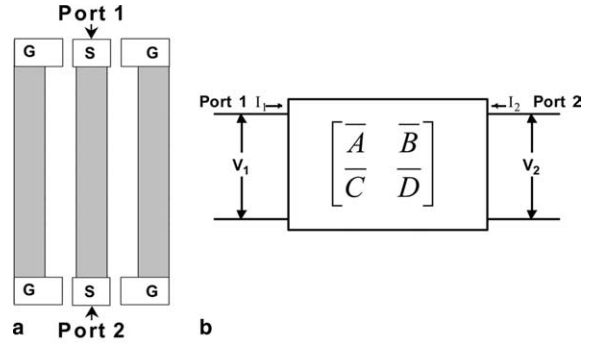 Port 1
G S G
G S G
a Port 2
Port 1 I₁ I₂ Port 2
V₁ V₂
A B
C D
b